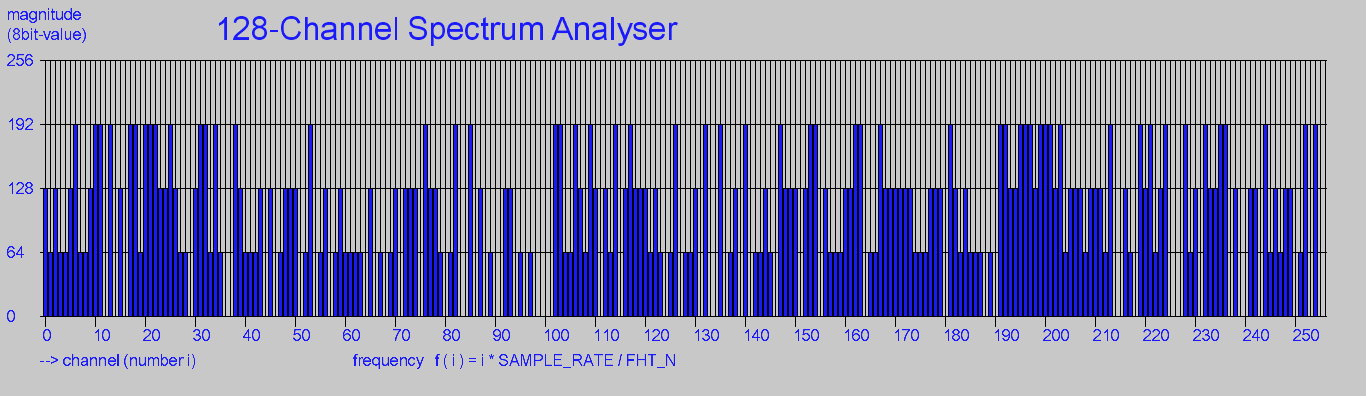 magnitude
(8bit-value)
128-Channel Spectrum Analyser
256
192
128
64
0
0 10 20 30 40 50 60 70 80 90 100 110 120 130 140 150 160 170 180 190 200 210 220 230 240 250
--> channel (number i) frequency f ( i ) = i * SAMPLE_RATE / FHT_N